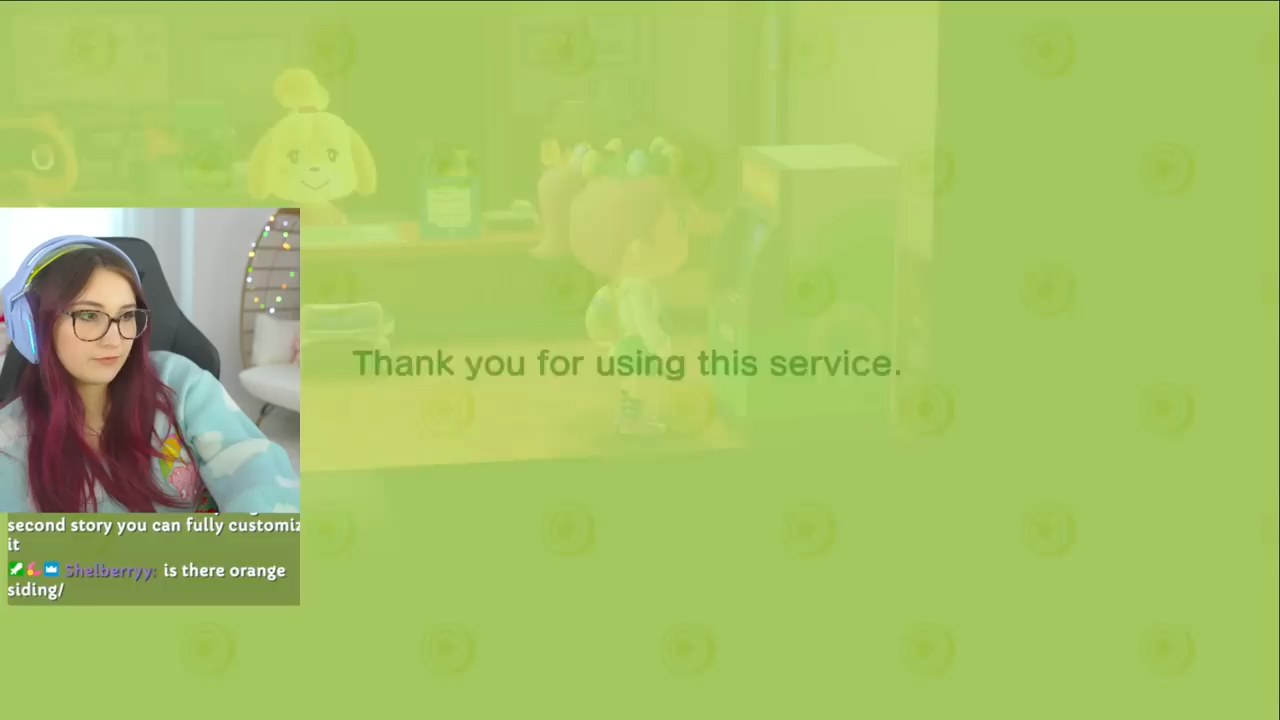 Thank you for using this service.
second story you can fully customiz
it
Shelberryy: is there orange
siding/